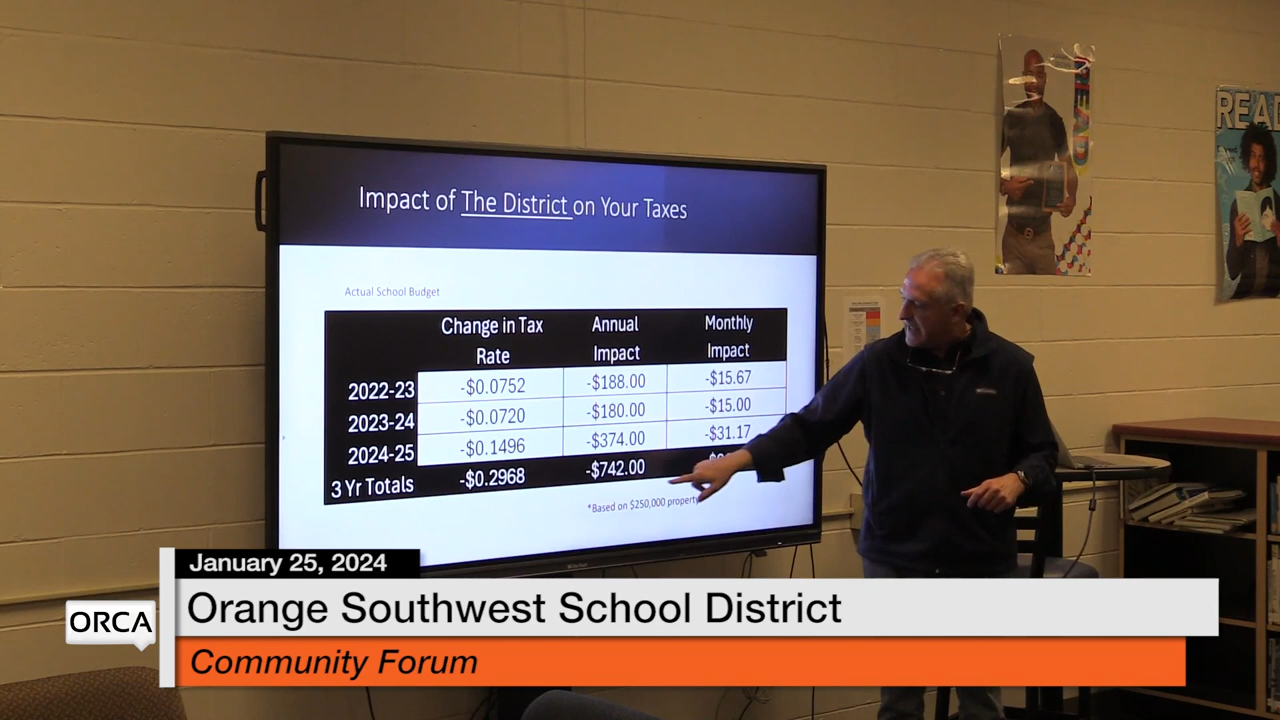 Impact of The District on Your Taxes
Actual School Budget
Change in Tax Rate Annual Impact Monthly Impact
2022-23 -$0.0752 -$188.00 -$15.67
2023-24 -$0.0720 -$180.00 -$15.00
2024-25 -$0.1496 -$374.00 -$31.17
3 Yr Totals -$0.2968 -$742.00
*Based on $250,000 property
REA
January 25, 2024
Orange Southwest School District
ORCA
Community Forum